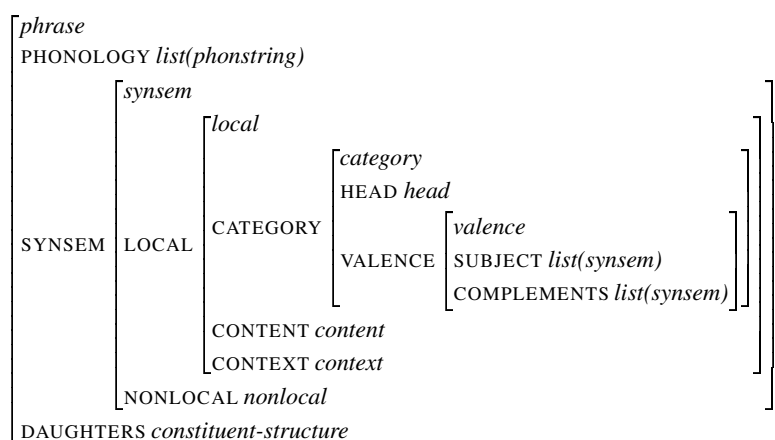 phrase
PHONOLOGY list(phonstring)
synsem
local
category
HEAD head
CATEGORY
valence
SYNSEM LOCAL VALENCE SUBJECT list(synsem)
COMPLEMENTS list(synsem)
CONTENT content
CONTEXT context
NONLOCAL nonlocal
DAUGHTERS constituent-structure